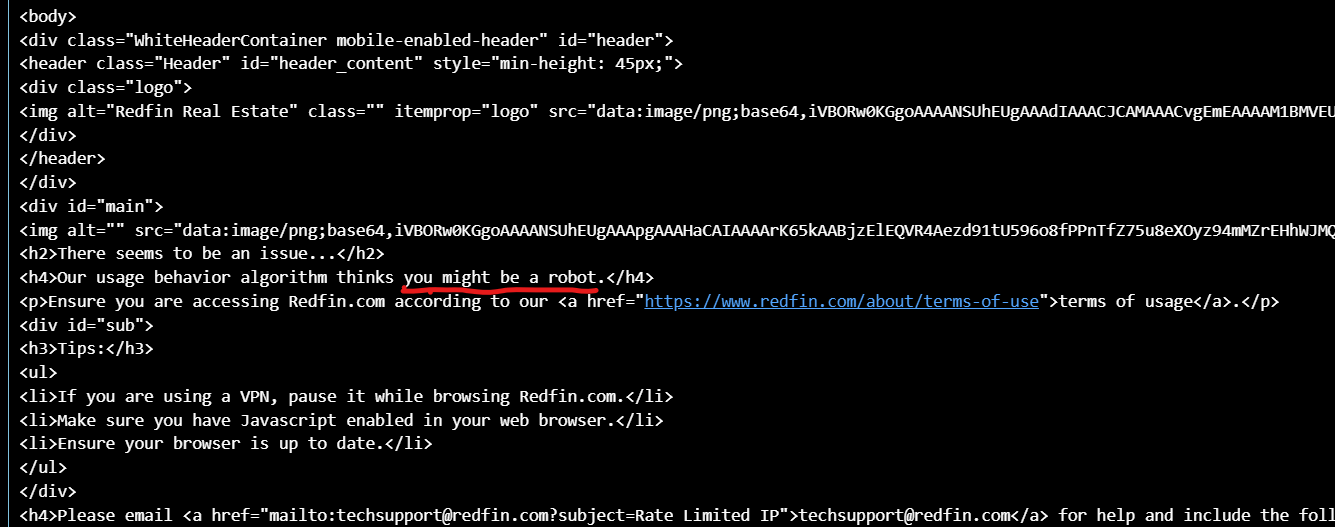 <body>
<div class="WhiteHeaderContainer mobile-enabled-header" id="header">
<header class="Header" id="header_content" style="min-height: 45px;">
<div class="logo">
<img alt="Redfin Real Estate" class="" itemprop="logo" src="data:image/png;base64,iVBORw0KGgoAAAANSUhEUgAAAdIAAACJCAMAAACvgEmEAAAAM1BMVEU
</div>
</header>
</div>
<div id="main">
<img alt="" src="data:image/png;base64,iVBORw0KGgoAAAANSUhEUgAAApgAAAHaCAIAAAArK65kAABjzElEQVR4Aezd91tU596o8fPPnTfZ75u8eXOyz94mMZrEHhWJMQ
<h2>There seems to be an issue...</h2>
<h4>Our usage behavior algorithm thinks you might be a robot.</h4>
<p>Ensure you are accessing Redfin.com according to our <a href="https://www.redfin.com/about/terms-of-use">terms of usage</a>.</p>
<div id="sub">
<h3>Tips:</h3>
<ul>
<li>If you are using a VPN, pause it while browsing Redfin.com.</li>
<li>Make sure you have Javascript enabled in your web browser.</li>
<li>Ensure your browser is up to date.</li>
</ul>
</div>
<h4>Please email <a href="mailto:techsupport@redfin.com?subject=Rate Limited IP">techsupport@redfin.com</a> for help and include the foll